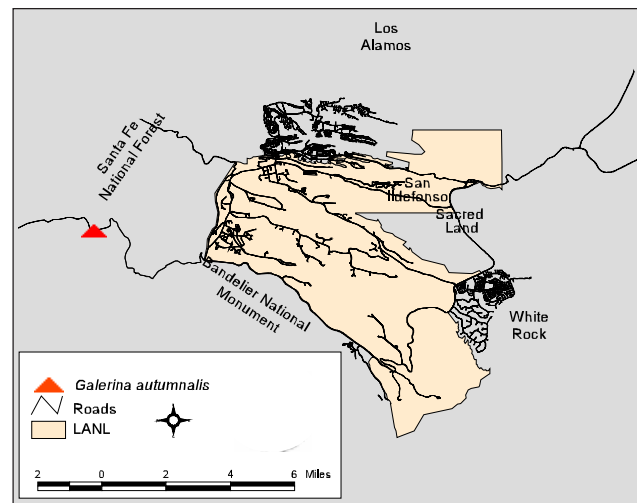 Los
Alamos
Santa Fe
National Forest
San
Ildefonso
Sacred
Land
Bandelier National
Monument
White
Rock
Galerina autumnalis
Roads
LANL
2 0 2 4 6 Miles